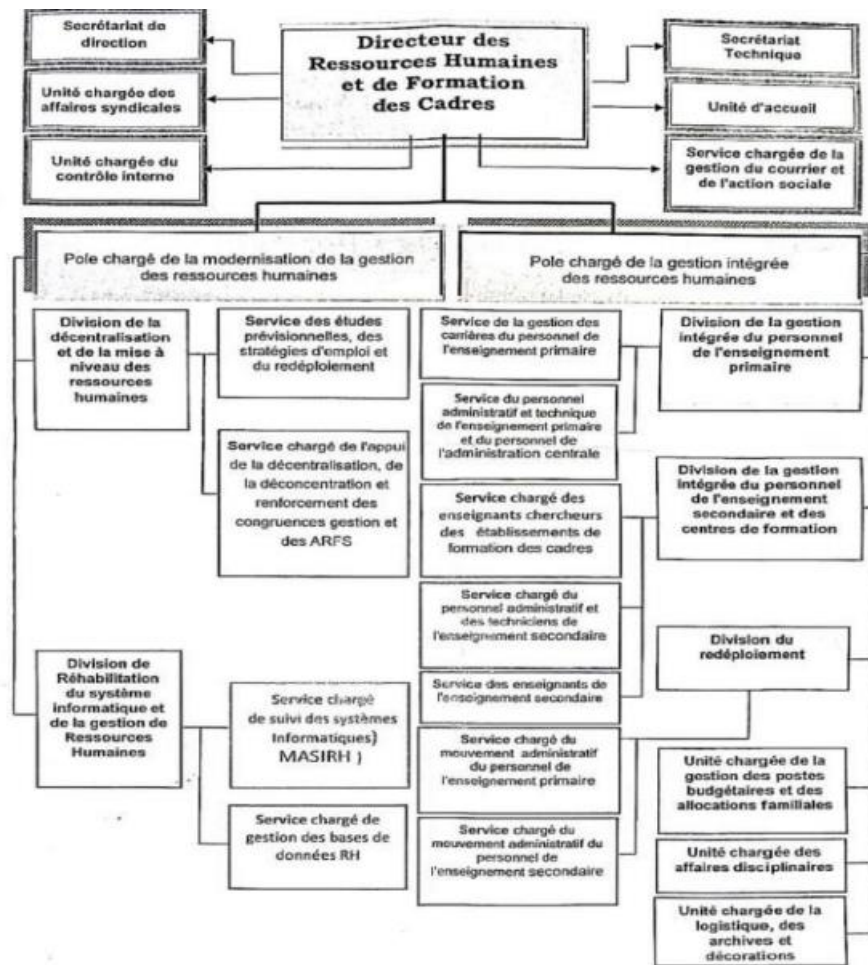 Secrétariat de
direction
Unité chargée des
affaires syndicales
Unité chargée du
contrôle interne
Directeur des
Ressources Humaines
et de Formation
des Cadres
Secrétariat
Technique
Unité d'accueil
Service chargée de la
gestion du courrier et
de l'action sociale
Pole chargé de la modernisation de la gestion
des ressources humaines
Pole chargé de la gestion intégrée
des ressources humaines
Division de la
décentralisation
et de la mise à
niveau des
ressources
humaines
Service des études
prévisionnelles, des
stratégies d'emploi et
du redéploiement
Service chargé de l'appui
de la décentralisation, de
la déconcentration et
renforcement des
congruences gestion et
des ARFS
Division de
Réhabilitation
du système
informatique et
de la gestion de
Ressources
Humaines
Service chargé
de suivi des systèmes
Informatiques)
MASIRH )
Service chargé de
gestion des bases de
données RH
Service de la gestion des
carrières du personnel de
l'enseignement primaire
Service du personnel
administratif et technique
de l'enseignement primaire
et du personnel de
l'administration centrale
Service chargé des
enseignants chercheurs
des établissements de
formation des cadres
Service chargé du
personnel administratif et
des techniciens de
l'enseignement secondaire
Service des enseignants de
l'enseignement secondaire
Service chargé du
mouvement administratif
du personnel de
l'enseignement primaire
Service chargé du
mouvement administratif du
personnel de
l'enseignement secondaire
Division de la gestion
intégrée du personnel
de l'enseignement
primaire
Division de la gestion
intégrée du personnel
de l'enseignement
secondaire et des
centres de formation
Division du
redéploiement
Unité chargée de la
gestion des postes
budgétaires et des
allocations familiales
Unité chargée des
affaires disciplinaires
Unité chargée de la
logistique, des
archives et
décorations